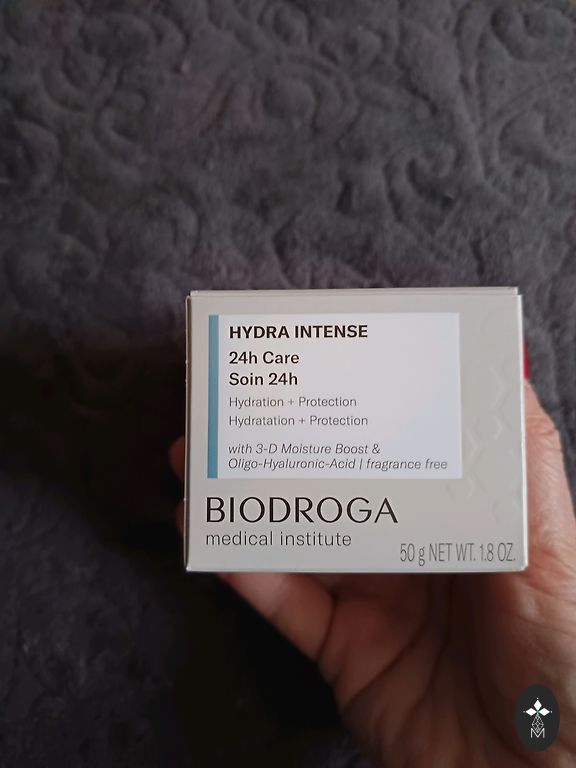 HYDRA INTENSE
24h Care
Soin 24h
Hydration + Protection
Hydratation + Protection
with 3-D Moisture Boost &
Oligo-Hyaluronic-Acid | fragrance free
BIODROGA
medical institute
50 g NET WT. 1.8 OZ.
M